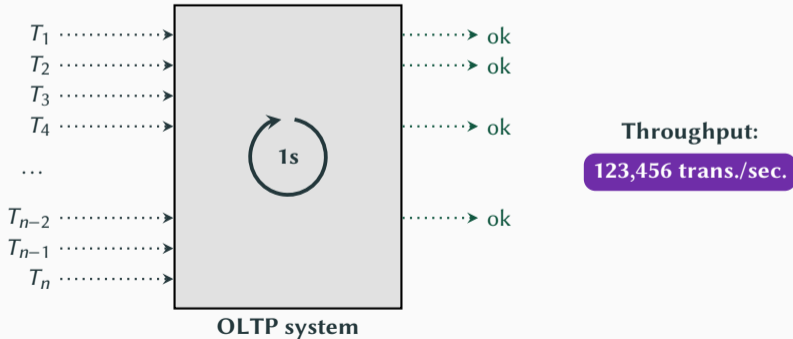 T₁ ok
T₂ ok
T₃
T₄ ok
1s
Throughput:
123,456 trans./sec.
...
Tₙ₋₂ ok
Tₙ₋₁
Tₙ
OLTP system